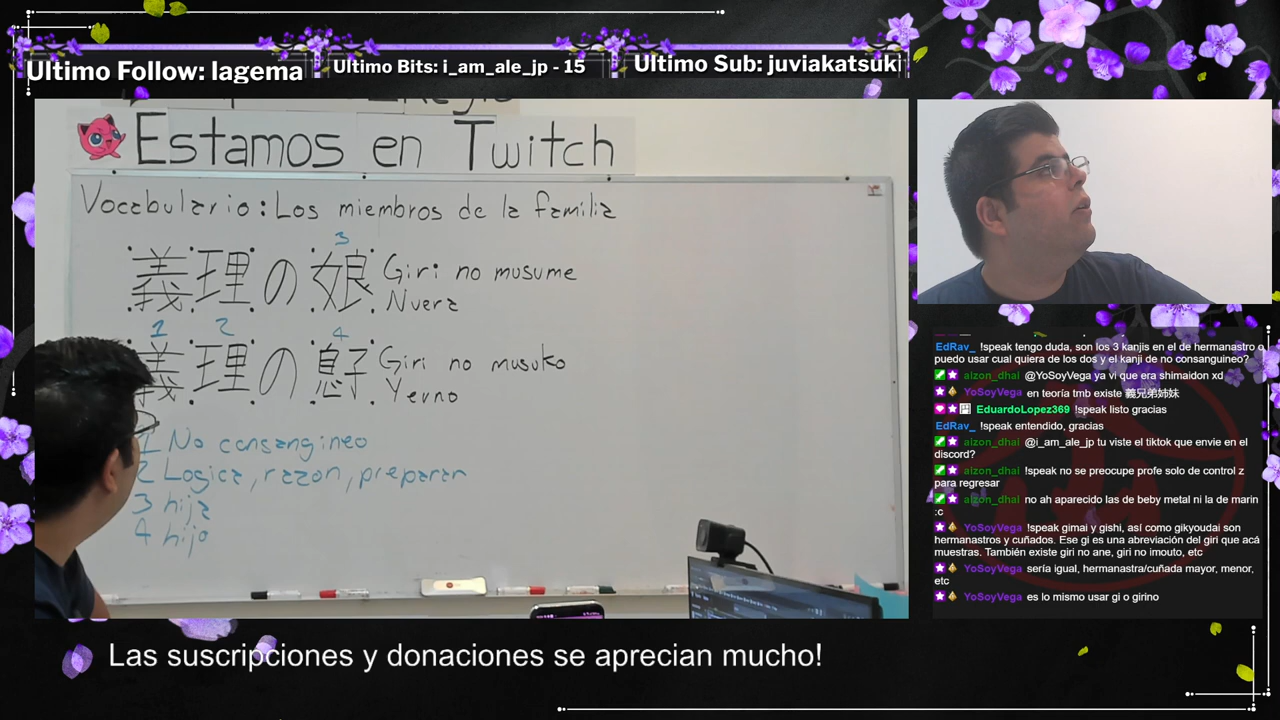 Ultimo Follow: lagema
Ultimo Bits: i_am_ale_jp - 15
Ultimo Sub: juviakatsuki
Estamos en Twitch
Vocabulario: Los miembros de la familia
3
義理の娘 Giri no musume
Nuera
1 2 4
義理の息子 Giri no musuko
Yerno
1 No consangineo
2 Logica, razon, preparar
3 hija
4 hijo
EdRav_ !speak tengo duda, son los 3 kanjis en el de hermanastro o
puedo usar cual quiera de los dos y el kanji de no consanguineo?
aizon_dhal @YoSoyVega ya vi que era shimaidon xd
YoSoyVega en teoría tmb existe 義兄弟姉妹
EduardoLopez369 !speak listo gracias
EdRav_ !speak entendido, gracias
aizon_dhal @i_am_ale_jp tu viste el tiktok que envie en el
discord?
aizon_dhal !speak no se preocupe profe solo de control z
para regresar
aizon_dhal no ah aparecido las de beby metal ni la de marin
:c
YoSoyVega !speak gimai y gishi, así como gikyoudai son
hermanastros y cuñados. Ese gi es una abreviación del giri que acá
muestras. También existe giri no ane, giri no imouto, etc
YoSoyVega sería igual, hermanastra/cuñada mayor, menor,
etc
YoSoyVega es lo mismo usar gi o girino
Las suscripciones y donaciones se aprecian mucho!